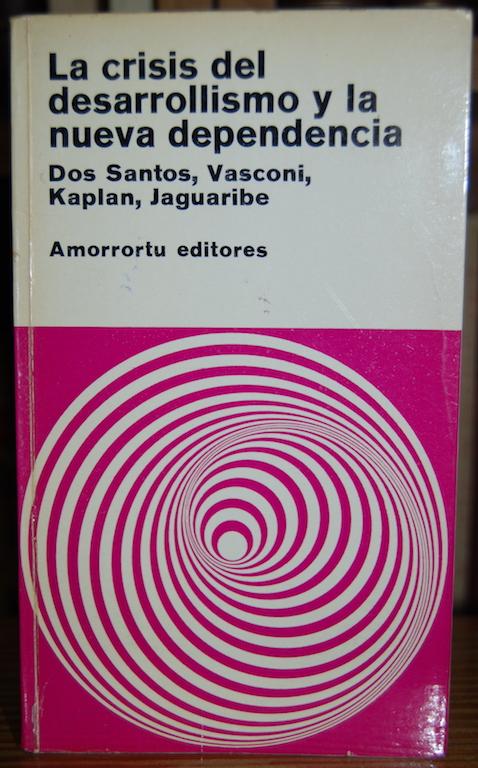 La crisis del
desarrollismo y la
nueva dependencia
Dos Santos, Vasconi,
Kaplan, Jaguaribe
Amorrortu editores